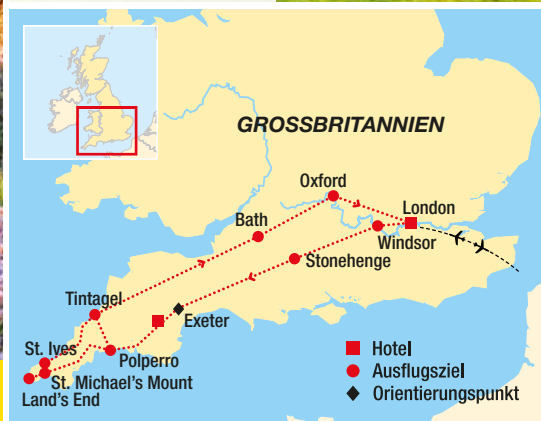 GROSSBRITANNIEN
Oxford
London
Bath
Windsor
Stonehenge
Tintagel
Exeter
St. Ives
Polperro
St. Michael's Mount
Land's End
Hotel
Ausflugsziel
Orientierungspunkt